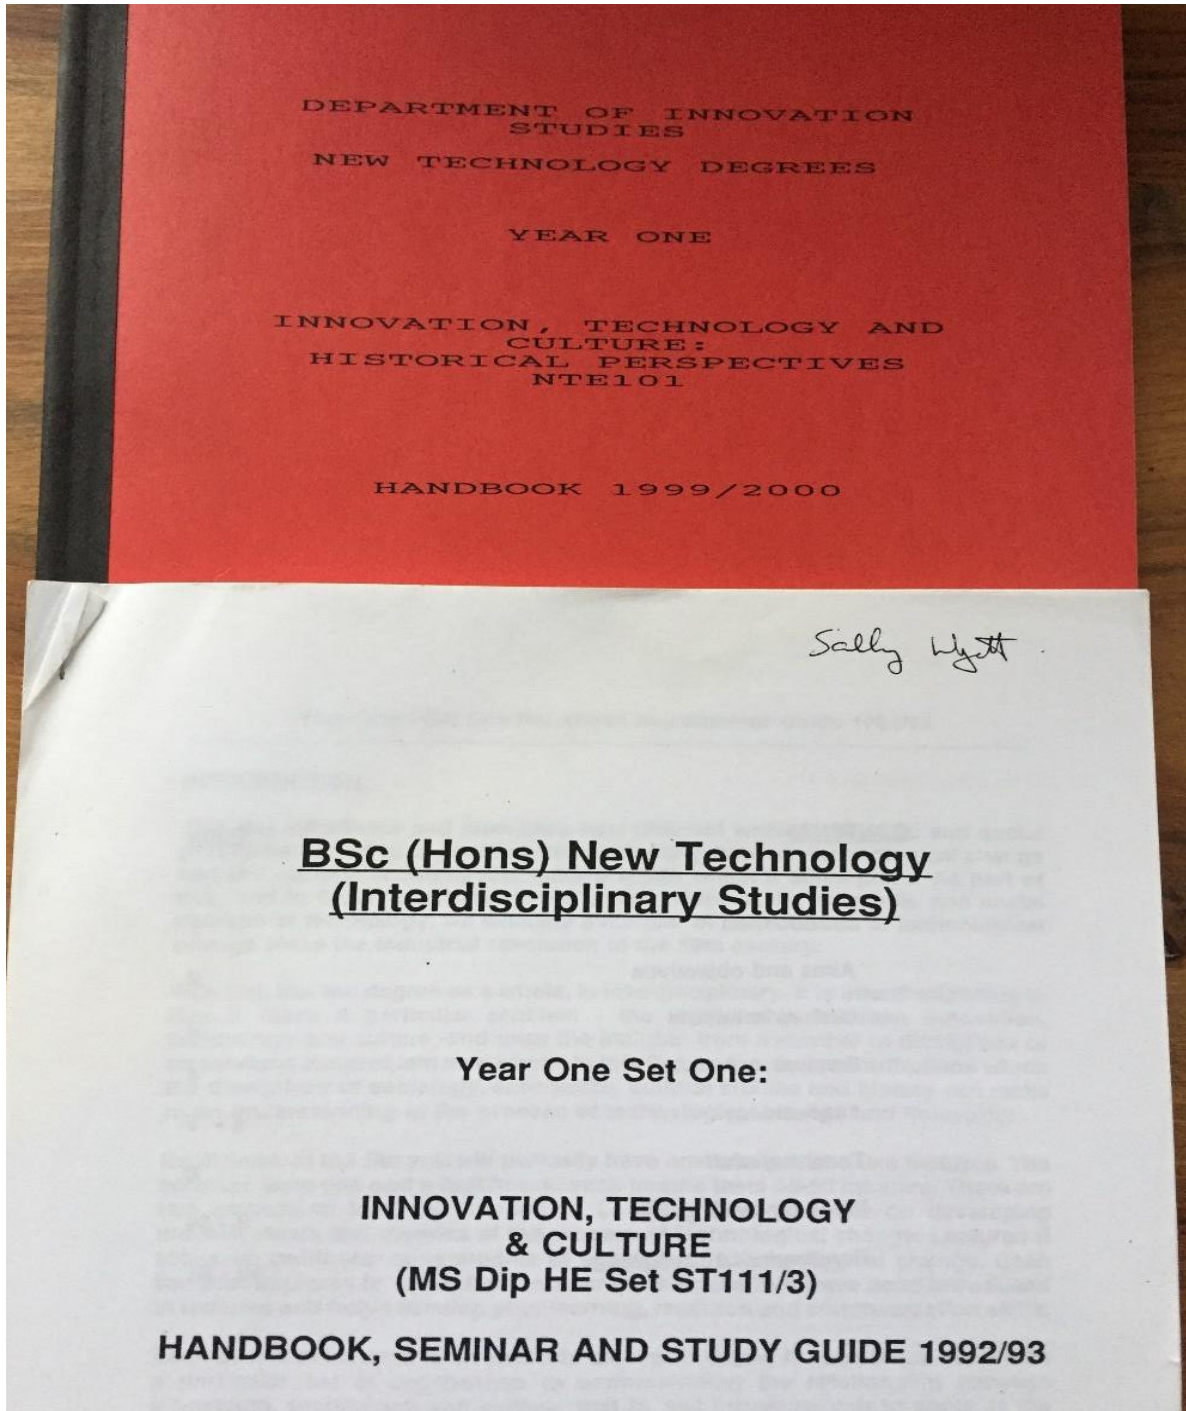 DEPARTMENT OF INNOVATION
STUDIES
NEW TECHNOLOGY DEGREES
YEAR ONE
INNOVATION, TECHNOLOGY AND
CULTURE:
HISTORICAL PERSPECTIVES
NTE101
HANDBOOK 1999/2000
Sally Wyatt
BSc (Hons) New Technology
(Interdisciplinary Studies)
Year One Set One:
INNOVATION, TECHNOLOGY
& CULTURE
(MS Dip HE Set ST111/3)
HANDBOOK, SEMINAR AND STUDY GUIDE 1992/93